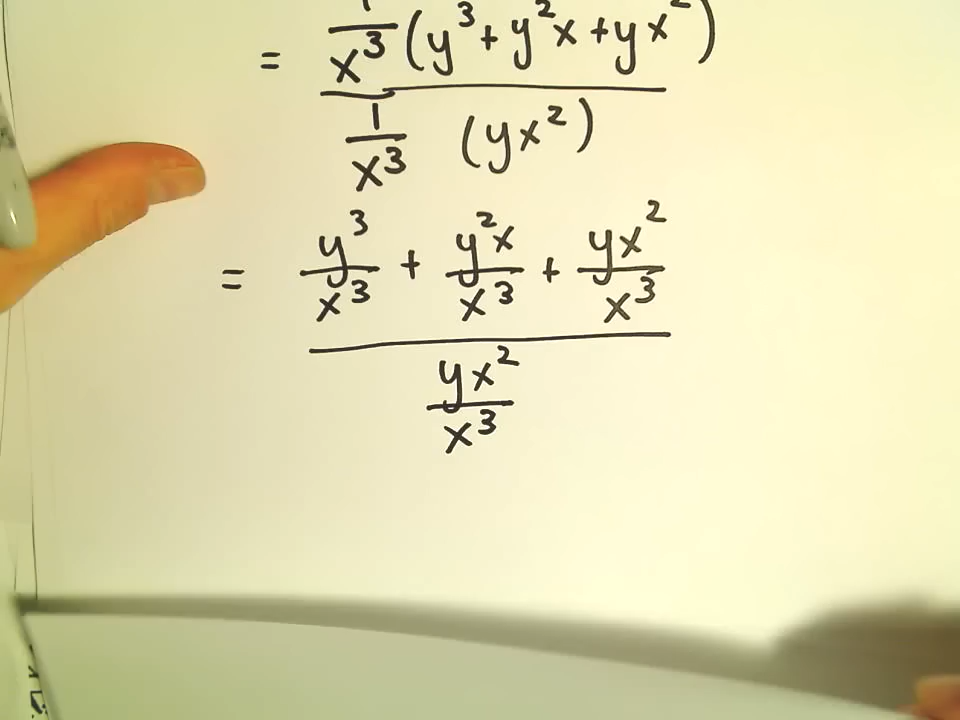 = 1/x³ (y³ + y²x + yx²)
1/x³ (yx²)
= y³/x³ + y²x/x³ + yx²/x³
yx²/x³